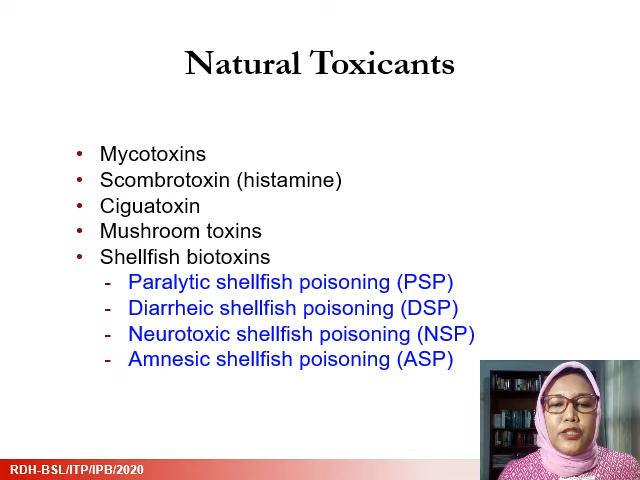 Natural Toxicants
• Mycotoxins
• Scombrotoxin (histamine)
• Ciguatoxin
• Mushroom toxins
• Shellfish biotoxins
- Paralytic shellfish poisoning (PSP)
- Diarrheic shellfish poisoning (DSP)
- Neurotoxic shellfish poisoning (NSP)
- Amnesic shellfish poisoning (ASP)
RDH-BSL/ITP/IPB/2020